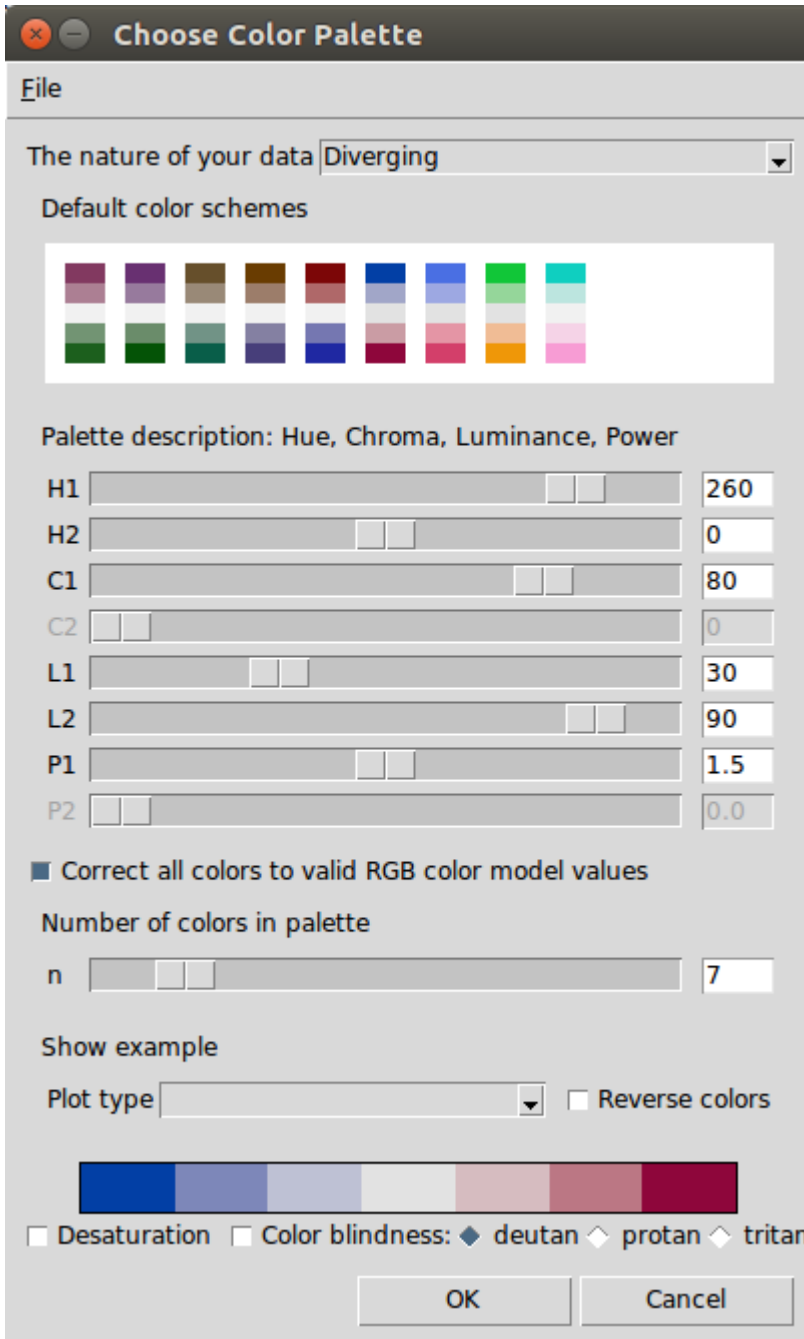 Choose Color Palette
File
The nature of your data Diverging
Default color schemes
Palette description: Hue, Chroma, Luminance, Power
H1 260
H2 0
C1 80
C2 0
L1 30
L2 90
P1 1.5
P2 0.0
Correct all colors to valid RGB color model values
Number of colors in palette
n 7
Show example
Plot type Reverse colors
Desaturation Color blindness: deutan protan tritan
OK Cancel